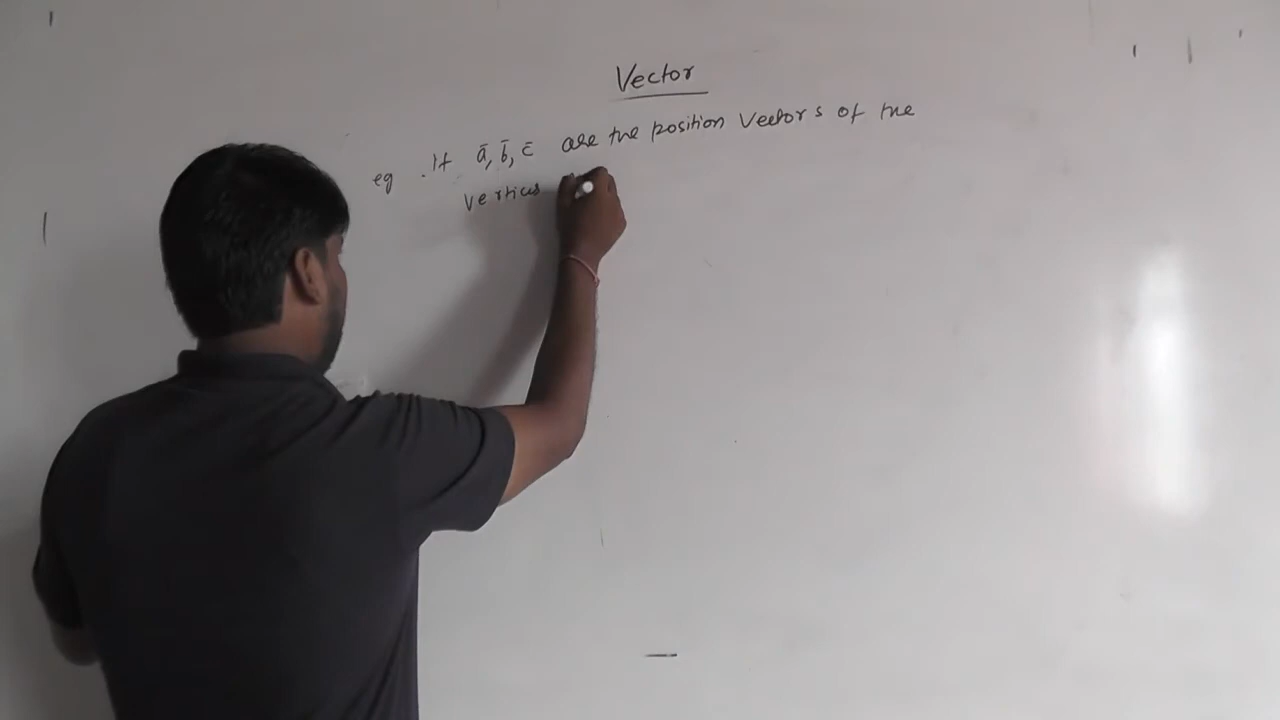 Vector
eg . If a̅, b̅, c̅ are the position vectors of the
vertices